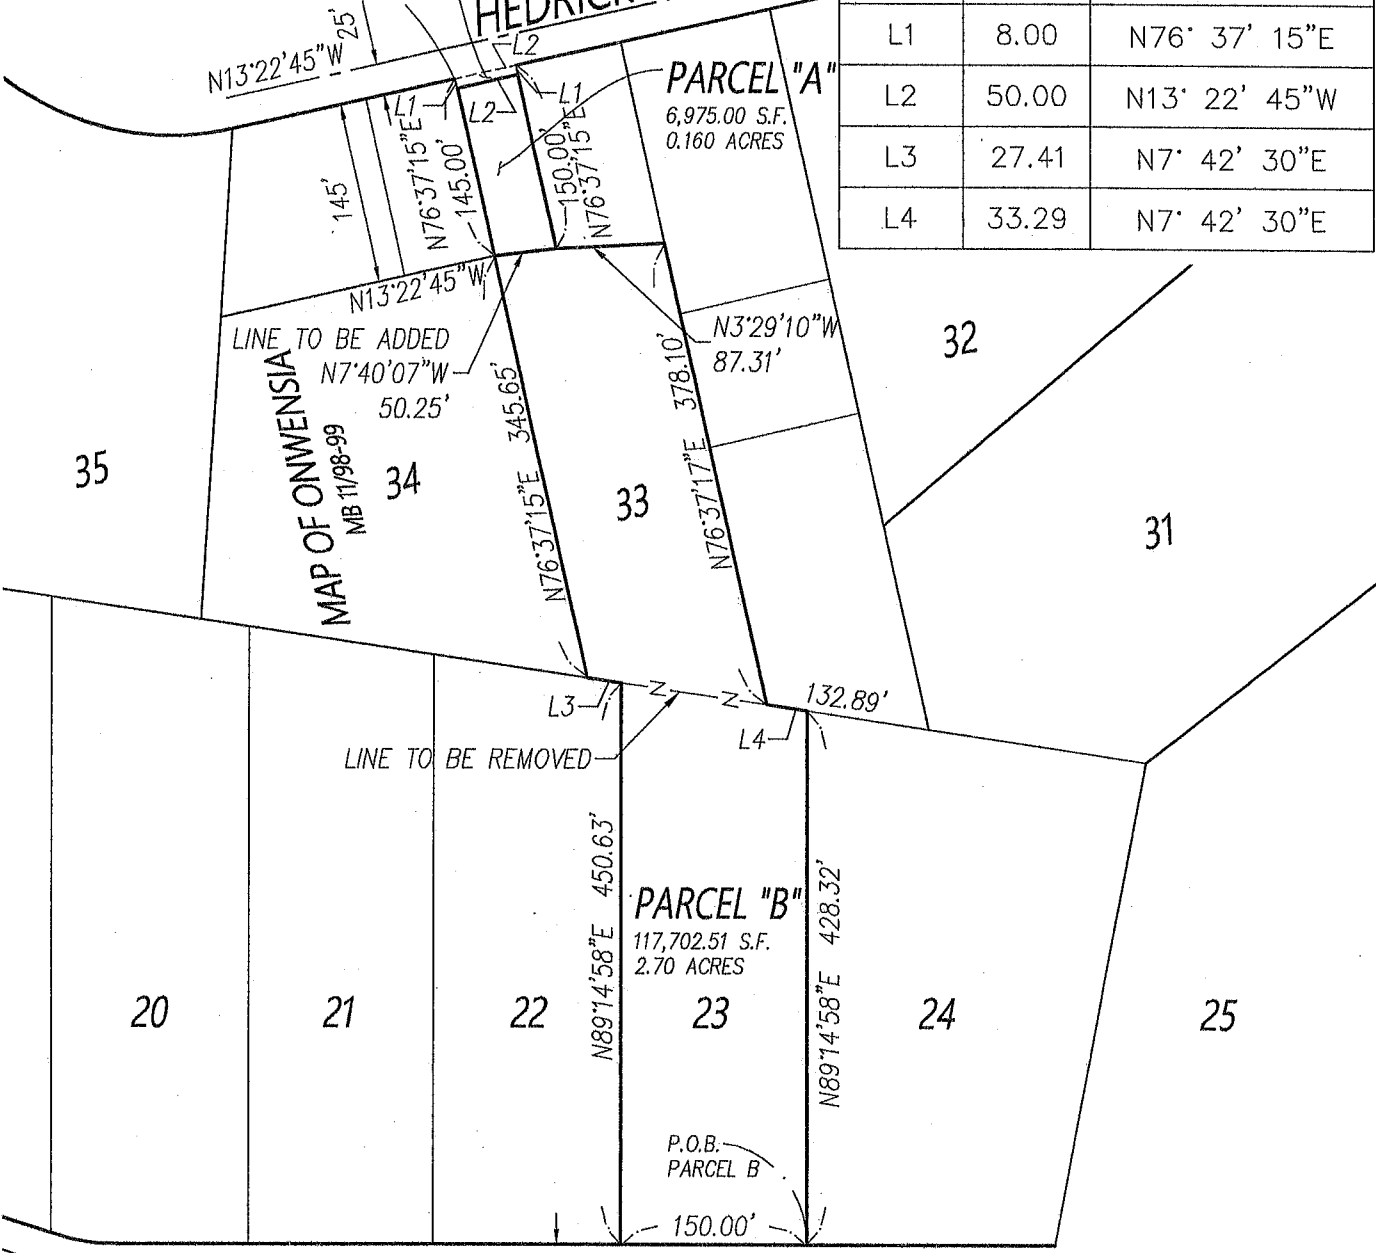 HEDRICK
25'
N13°22'45"W
L2
L1
L2
L1
L1 8.00 N76° 37' 15"E
L2 50.00 N13° 22' 45"W
L3 27.41 N7° 42' 30"E
L4 33.29 N7° 42' 30"E
PARCEL "A"
6,975.00 S.F.
0.160 ACRES
145'
N76°37'15"E
145.00'
150.00'
N76°37'15"E
N13°22'45"W
LINE TO BE ADDED
N7°40'07"W
50.25'
N3°29'10"W
87.31'
32
MAP OF ONWENSIA
MB 11/98-99
35
34
33
31
N76°37'15"E 345.65'
N76°37'17"E 378.10'
L3
L4
132.89'
LINE TO BE REMOVED
N89°14'58"E 450.63'
PARCEL "B"
117,702.51 S.F.
2.70 ACRES
N89°14'58"E 428.32'
20
21
22
23
24
25
P.O.B.
PARCEL B
150.00'